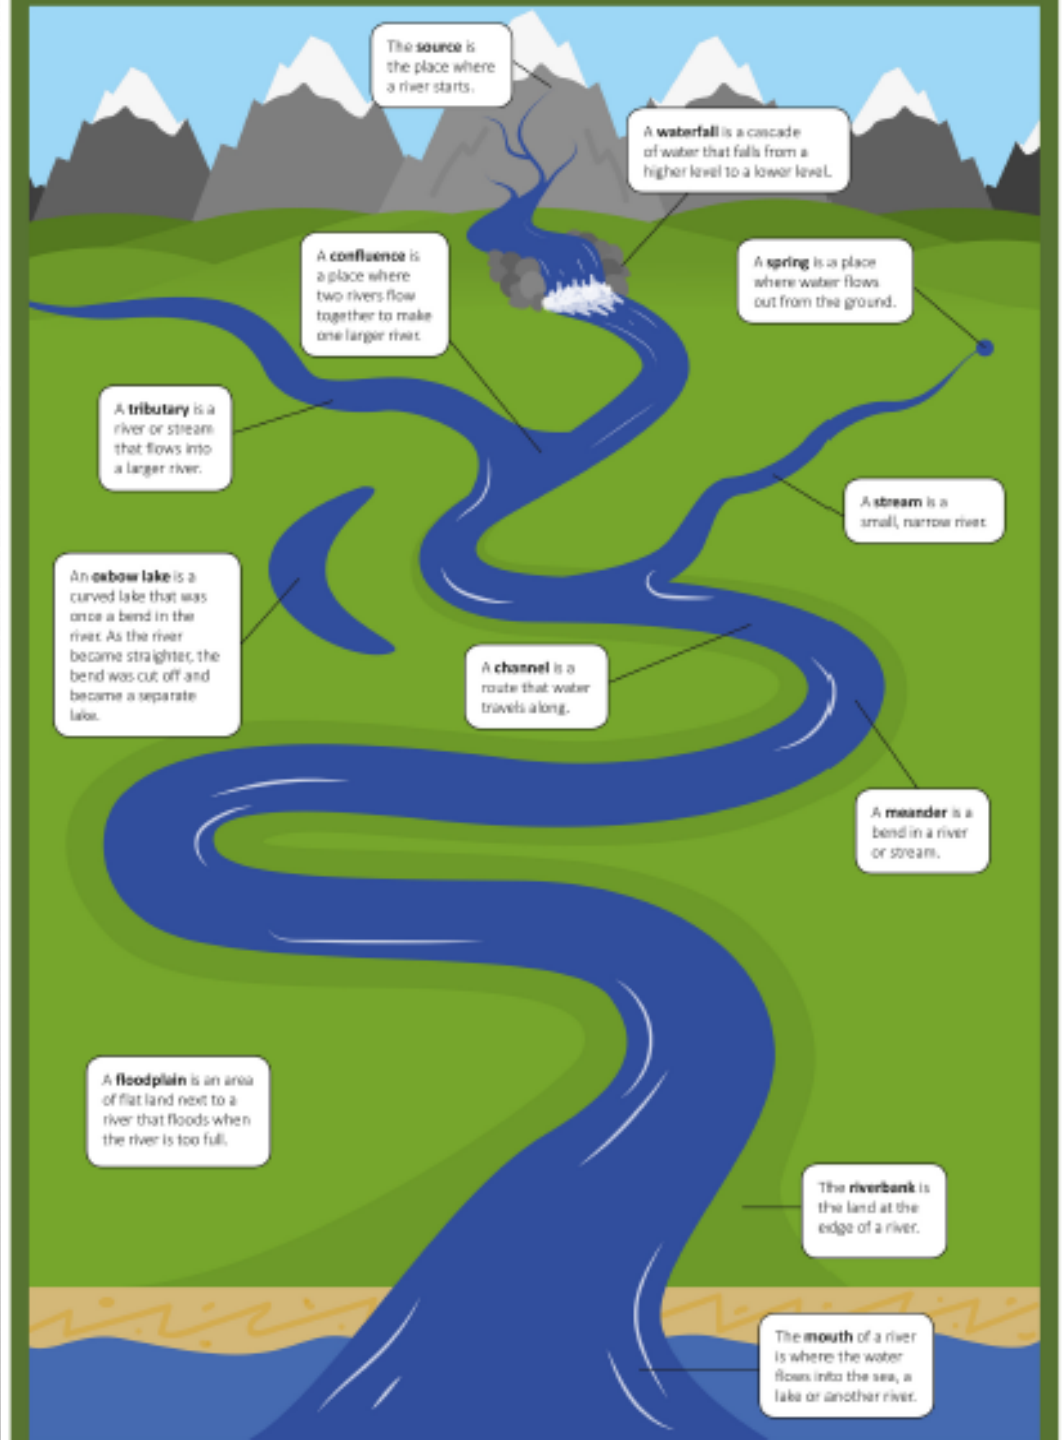 The source is
the place where
a river starts.
A waterfall is a cascade
of water that falls from a
higher level to a lower level.
A confluence is
a place where
two rivers flow
together to make
one larger river.
A spring is a place
where water flows
out from the ground.
A tributary is a
river or stream
that flows into
a larger river.
A stream is a
small, narrow river.
An oxbow lake is a
curved lake that was
once a bend in the
river. As the river
became straighter, the
bend was cut off and
became a separate
lake.
A channel is a
route that water
travels along.
A meander is a
bend in a river
or stream.
A floodplain is an area
of flat land next to a
river that floods when
the river is too full.
The riverbank is
the land at the
edge of a river.
The mouth of a river
is where the water
flows into the sea, a
lake or another river.